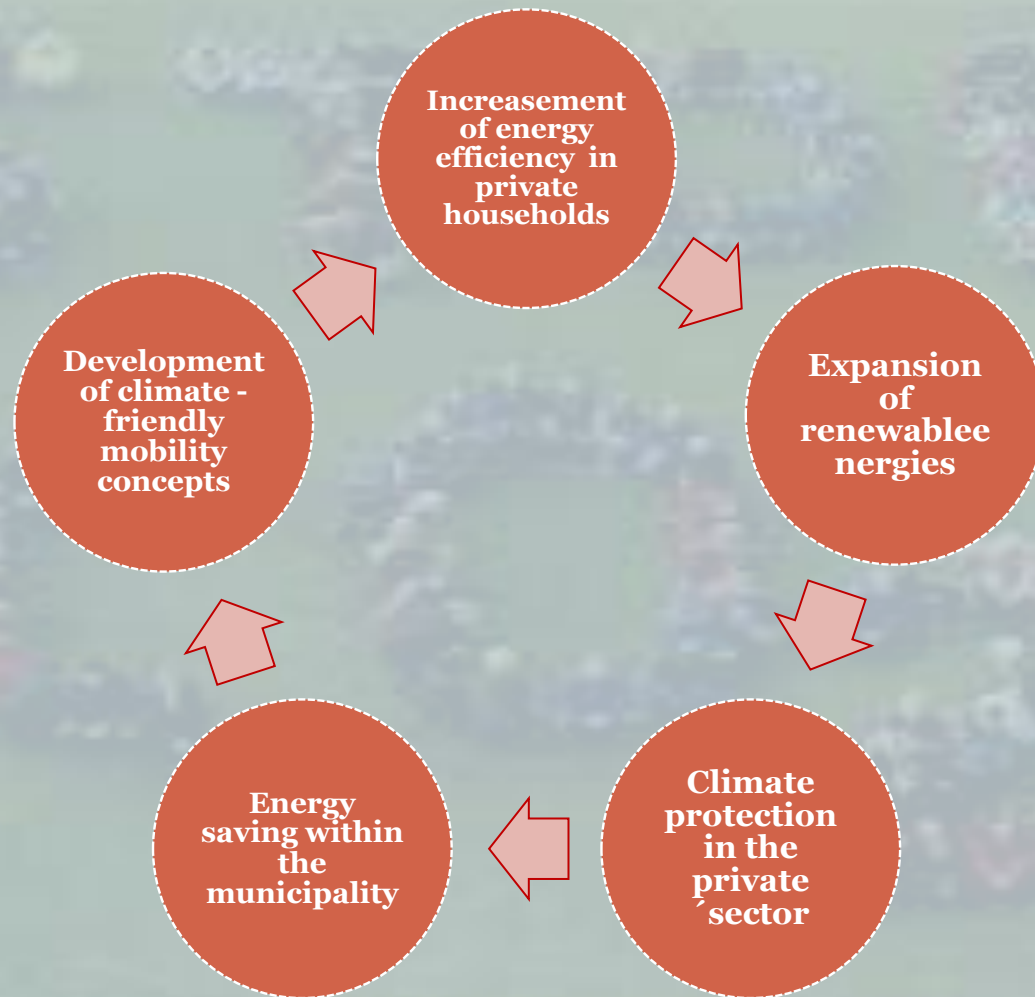 Increasement
of energy
efficiency in
private
households
Expansion
of
renewablee
nergies
Climate
protection
in the
private
´sector
Energy
saving within
the
municipality
Development
of climate -
friendly
mobility
concepts